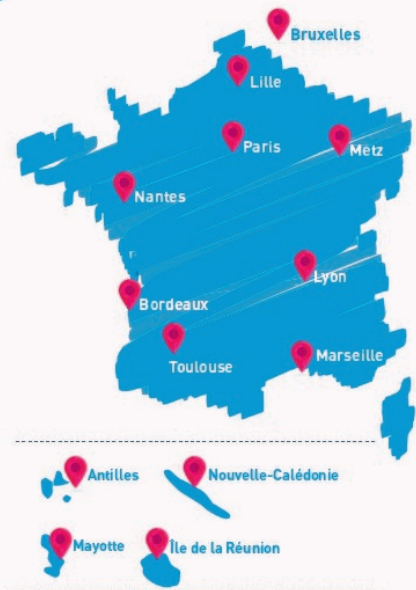 Bruxelles
Lille
Paris
Metz
Nantes
Lyon
Bordeaux
Marseille
Toulouse
Antilles
Nouvelle-Calédonie
Mayotte
Île de la Réunion